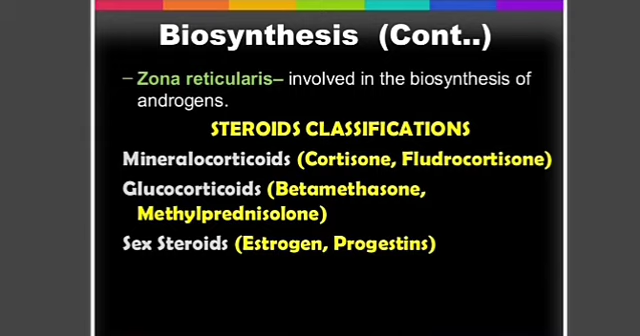 Biosynthesis (Cont..)
– Zona reticularis– involved in the biosynthesis of
androgens.
STEROIDS CLASSIFICATIONS
Mineralocorticoids (Cortisone, Fludrocortisone)
Glucocorticoids (Betamethasone,
Methylprednisolone)
Sex Steroids (Estrogen, Progestins)